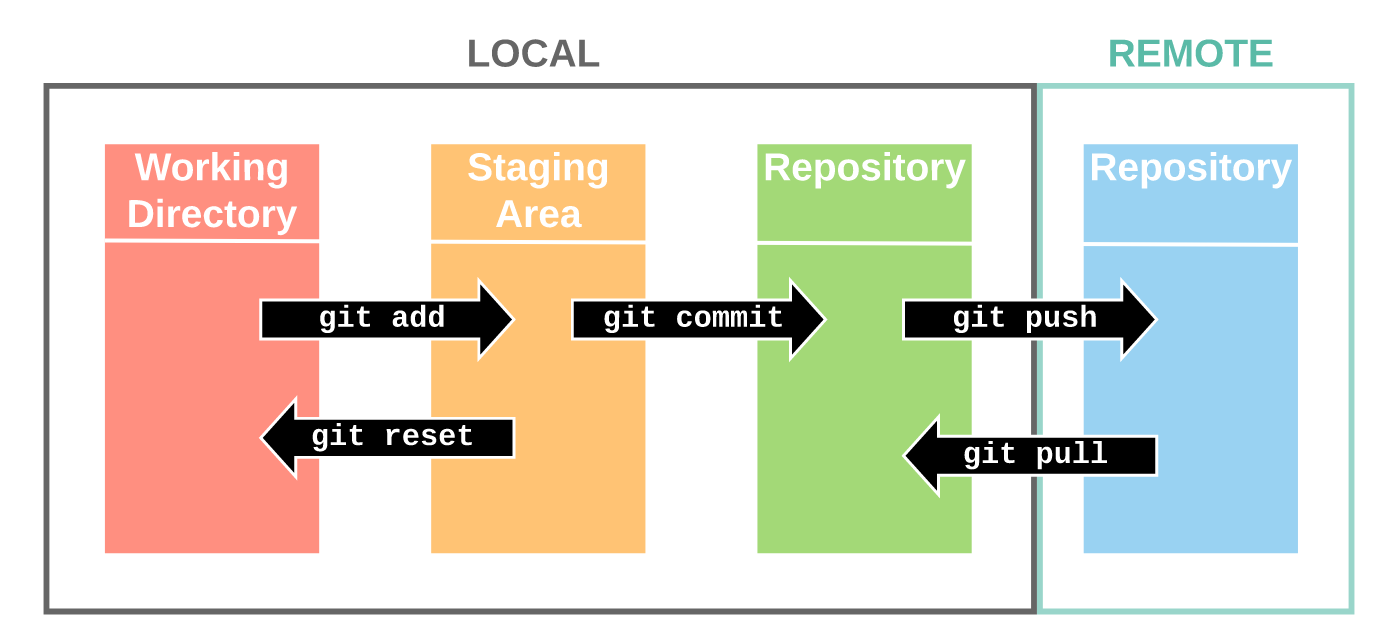 LOCAL
REMOTE
Working
Directory
Staging
Area
Repository
Repository
git add
git commit
git push
git reset
git pull